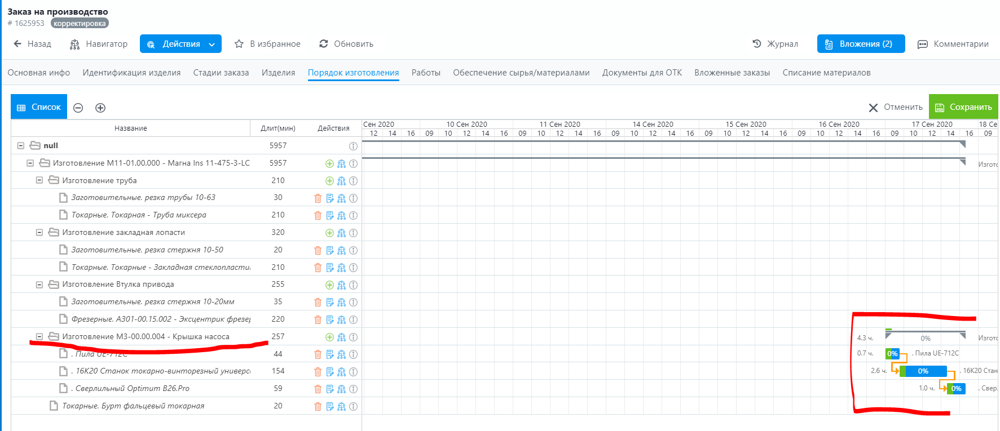 Заказ на производство
# 1625953 корректировка
Назад Навигатор Действия В избранное Обновить Журнал Вложения (2) Комментарии
Основная инфо Идентификация изделия Стадии заказа Изделия Порядок изготовления Работы Обеспечение сырья/материалами Документы для ОТК Вложенные заказы Списание материалов
Список Отменить Сохранить
Название Длит(мин) Действия
Сен 2020 10 Сен 2020 11 Сен 2020 14 Сен 2020 15 Сен 2020 16 Сен 2020 17 Сен 2020 18 Се
12 14 16 09 10 12 14 16 09 10 12 14 16 09 10 12 14 16 09 10 12 14 16 09 10 12 14 16 09 10 12 14 16 09
null 5957
Изготовление М11-01.00.000 - Магна Ins 11-475-3-LC 5957 Изгото
Изготовление труба 210
Заготовительные. резка трубы 10-63 30
Токарные. Токарная - Труба миксера 210
Изготовление закладная лопасти 320
Заготовительные. резка стержня 10-50 20
Токарные. Токарные - Закладная стеклопласти 210
Изготовление Втулка привода 255
Заготовительные. резка стержня 10-20мм 35
Фрезерные. А301-00.15.002 - Эксцентрик фрезер 220
Изготовление М3-00.00.004 - Крышка насоса 257 4.3 ч. 0% Изгото
. Пила UE-712C 44 0.7 ч. 0% . Пила UE-712C
. 16К20 Станок токарно-винторезный универс 154 2.6 ч. 0% . 16К20 Стан
. Сверлильный Optimum B26.Pro 59 1.0 ч. 0% . Свер
Токарные. Бурт фальцевый токарная 20